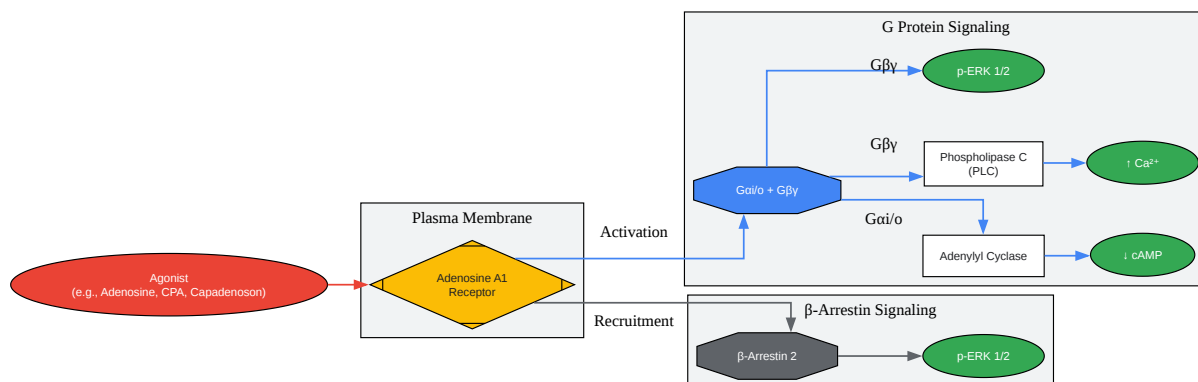 G Protein Signaling
Gβγ
p-ERK 1/2
Gβγ
Phospholipase C
(PLC)
↑ Ca²⁺
Gαi/o + Gβγ
Plasma Membrane
Activation
Gαi/o
Adenylyl Cyclase
↓ cAMP
Agonist
(e.g., Adenosine, CPA, Capadenoson)
Adenosine A1
Receptor
Recruitment
β-Arrestin Signaling
β-Arrestin 2
p-ERK 1/2